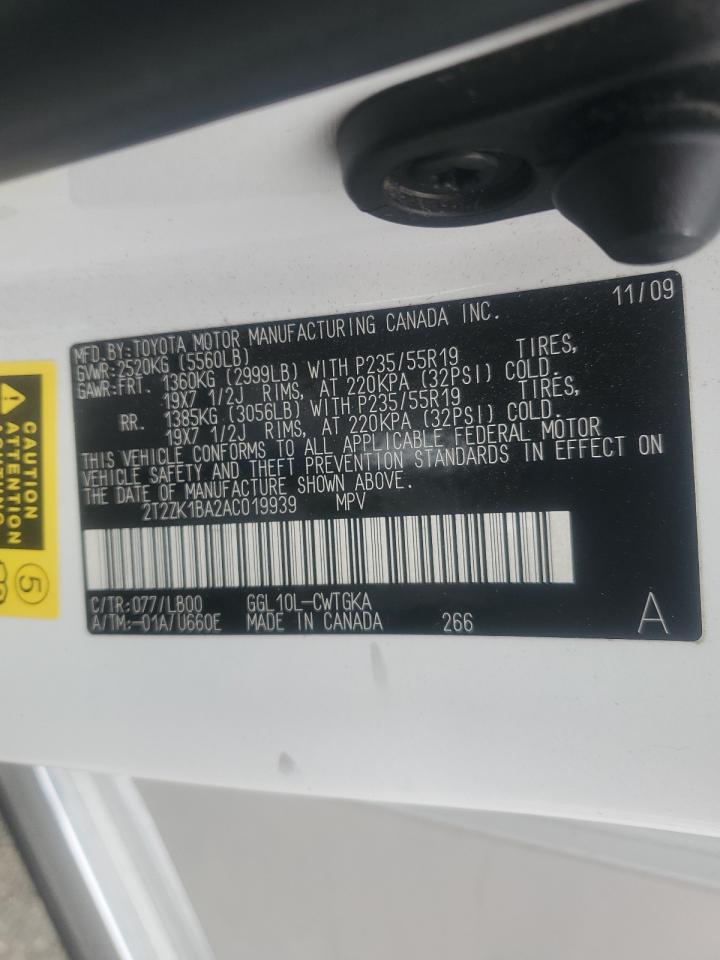 11/09
MFD.BY:TOYOTA MOTOR MANUFACTURING CANADA INC.
GVWR:2520KG (5560LB)
GAWR:FRT. 1360KG (2999LB) WITH P235/55R19 TIRES,
19X7 1/2J RIMS, AT 220KPA (32PSI) COLD.
RR. 1385KG (3056LB) WITH P235/55R19 TIRES,
19X7 1/2J RIMS, AT 220KPA (32PSI) COLD.
THIS VEHICLE CONFORMS TO ALL APPLICABLE FEDERAL MOTOR
VEHICLE SAFETY AND THEFT PREVENTION STANDARDS IN EFFECT ON
THE DATE OF MANUFACTURE SHOWN ABOVE.
2T2ZK1BA2AC019939 MPV
C/TR:077/LB00 GGL10L-CWTGKA
A/TM:-01A/U660E MADE IN CANADA 266 A
CAUTION
ATTENTION
5